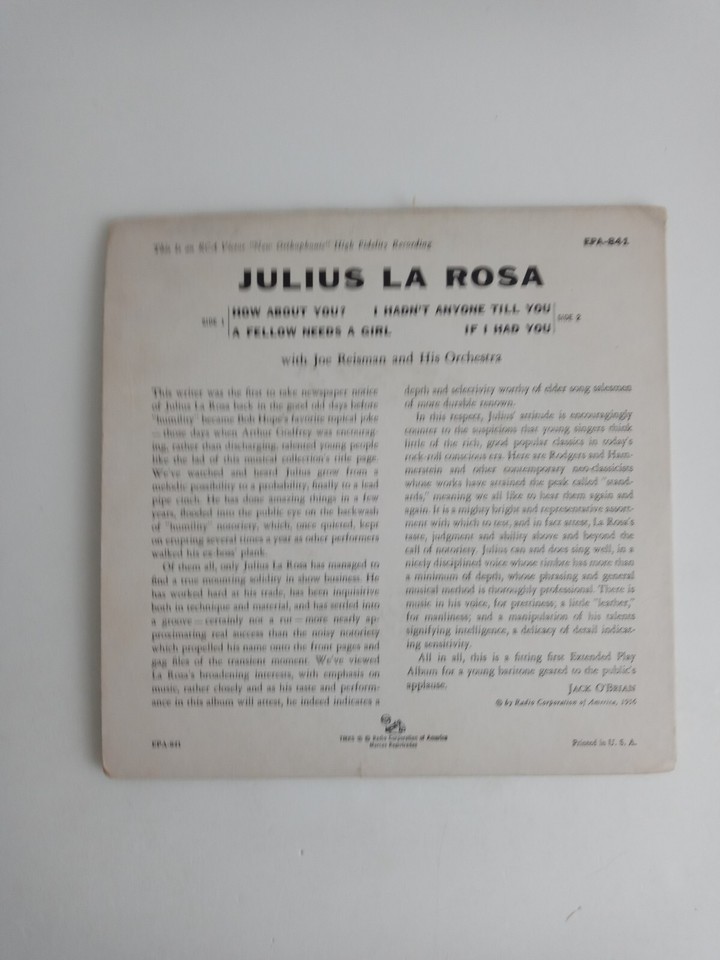 This is an RCA Victor "New Orthophonic" High Fidelity Recording
EPA-841
JULIUS LA ROSA
SIDE 1
HOW ABOUT YOU?
A FELLOW NEEDS A GIRL
I HADN'T ANYONE TILL YOU
IF I HAD YOU
SIDE 2
with Joe Reisman and His Orchestra
This writer was the first to take newspaper notice
of Julius La Rosa back in the good old days before
"humility" became Bob Hope's favorite topical joke
—those days when Arthur Godfrey was encourag-
ing, rather than discharging, talented young people
like the lad of this musical collection's title page.
We've watched and heard Julius grow from a
melodic possibility to a probability, finally to a lead
pipe cinch. He has done amazing things in a few
years, flooded into the public eye on the backwash
of "humility" notoriety, which, once quieted, kept
on erupting several times a year as other performers
walked his ex-boss' plank.
Of them all, only Julius La Rosa has managed to
find a true mounting solidity in show business. He
has worked hard at his trade, has been inquisitive
both in technique and material, and has settled into
a groove—certainly not a rut—more nearly ap-
proximating real success than the noisy notoriety
which propelled his name onto the front pages and
gag files of the transient moment. We've viewed
La Rosa's broadening interests, with emphasis on
music, rather closely and as his taste and perform-
ance in this album will attest, he indeed indicates a
depth and selectivity worthy of elder song salesmen
of more durable renown.
In this respect, Julius' attitude is encouragingly
counter to the suspicions that young singers think
little of the rich, good popular classics in today's
rock-roll conscious era. Here are Rodgers and Ham-
merstein and other contemporary neo-classicists
whose works have attained the peak called "stand-
ards," meaning we all like to hear them again and
again. It is a mighty bright and representative assort-
ment with which to test, and in fact attest, La Rosa's
taste, judgment and ability above and beyond the
call of notoriety. Julius can and does sing well, in a
nicely disciplined voice whose timbre has more than
a minimum of depth, whose phrasing and general
musical method is thoroughly professional. There is
music in his voice, for prettiness; a little "leather,"
for manliness; and a manipulation of his talents
signifying intelligence, a delicacy of detail indicat-
ing sensitivity.
All in all, this is a fitting first Extended Play
Album for a young baritone geared to the public's
applause.
JACK O'BRIAN
© by Radio Corporation of America, 1956
EPA-841
TMKS ® © Radio Corporation of America
Marcas Registradas
Printed in U. S. A.